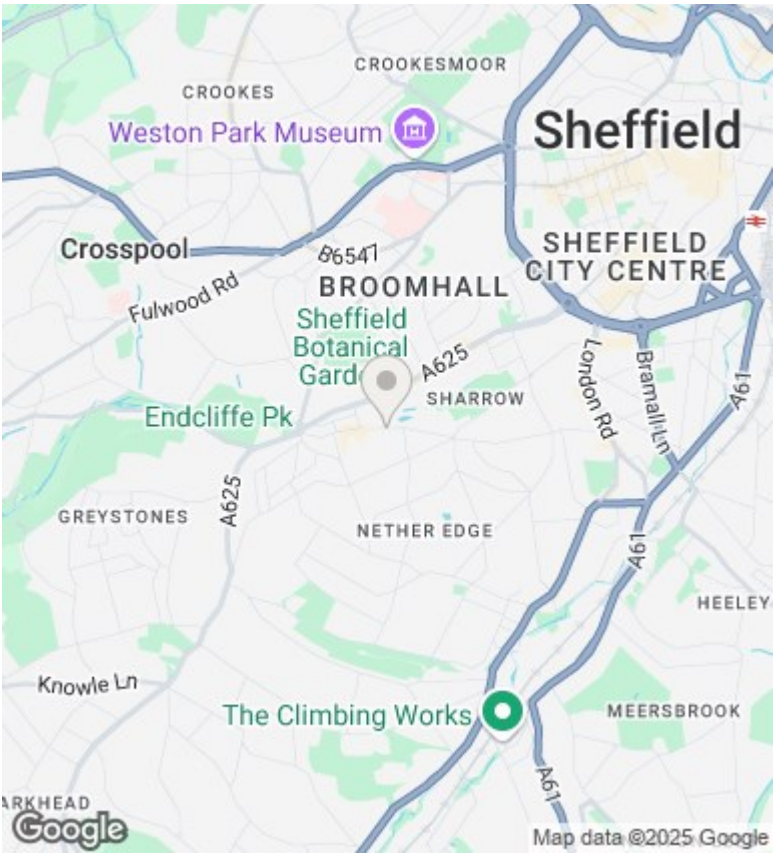 CROOKESMOOR
CROOKES
Weston Park Museum
Sheffield
Crosspool
B6547
SHEFFIELD
CITY CENTRE
Fulwood Rd
BROOMHALL
Sheffield
Botanical
Garde
A625
London Rd
Bramall Ln
A61
SHARROW
Endcliffe Pk
A625
GREYSTONES
NETHER EDGE
A61
HEELEY
Knowle Ln
The Climbing Works
MEERSBROOK
A61
ARKHEAD
Google
Map data ©2025 Google